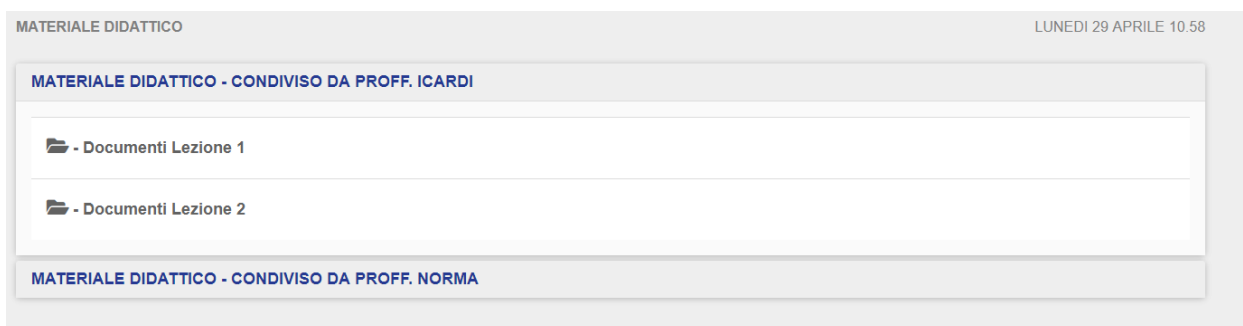 MATERIALE DIDATTICO LUNEDI 29 APRILE 10.58
MATERIALE DIDATTICO - CONDIVISO DA PROFF. ICARDI
- Documenti Lezione 1
- Documenti Lezione 2
MATERIALE DIDATTICO - CONDIVISO DA PROFF. NORMA